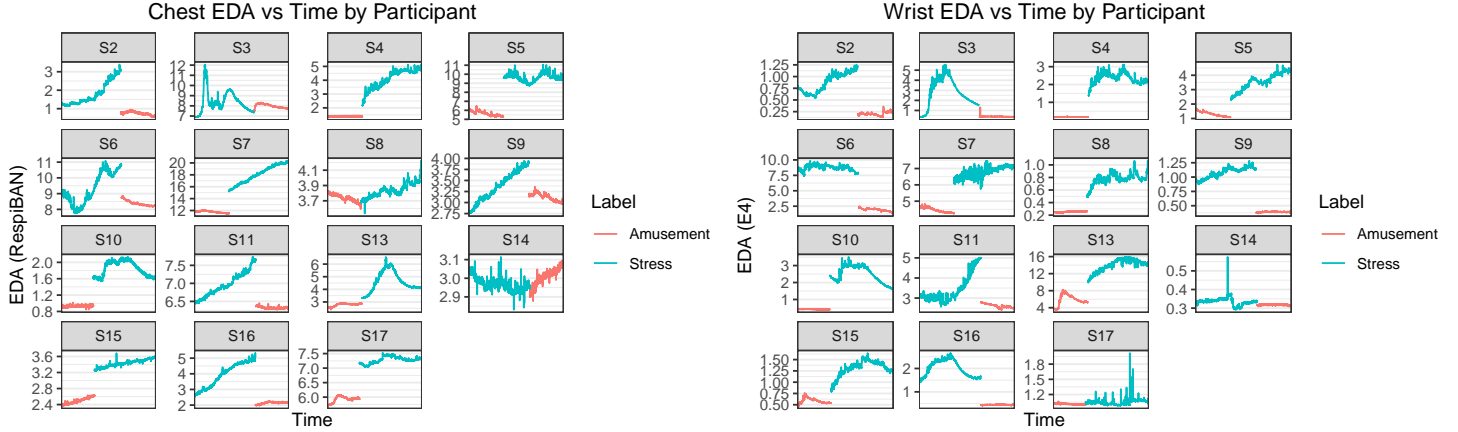 Chest EDA vs Time by Participant
EDA (RespiBAN)
S2 S3 S4 S5
3 2 1
12 11 10 9 8 7
5 4 3 2
11 10 9 8 7 6 5
S6 S7 S8 S9
11 10 9 8
20 18 16 14 12
4.1 3.9 3.7
4.00 3.75 3.50 3.25 3.00 2.75
S10 S11 S13 S14
2.0 1.6 1.2 0.8
7.5 7.0 6.5
6 5 4 3
3.1 3.0 2.9
S15 S16 S17
3.6 3.2 2.8 2.4
5 4 3 2
7.5 7.0 6.5 6.0
Time
Label
Amusement
Stress
Wrist EDA vs Time by Participant
EDA (E4)
S2 S3 S4 S5
1.25 1.00 0.75 0.50 0.25
5 4 3 2 1
3 2 1
4 3 2 1
S6 S7 S8 S9
10.0 7.5 5.0 2.5
7 6 5
1.0 0.8 0.6 0.4 0.2
1.25 1.00 0.75 0.50
S10 S11 S13 S14
3 2 1
5 4 3
16 12 8 4
0.5 0.4 0.3
S15 S16 S17
1.50 1.25 1.00 0.75 0.50
2 1
1.8 1.5 1.2
Time
Label
Amusement
Stress